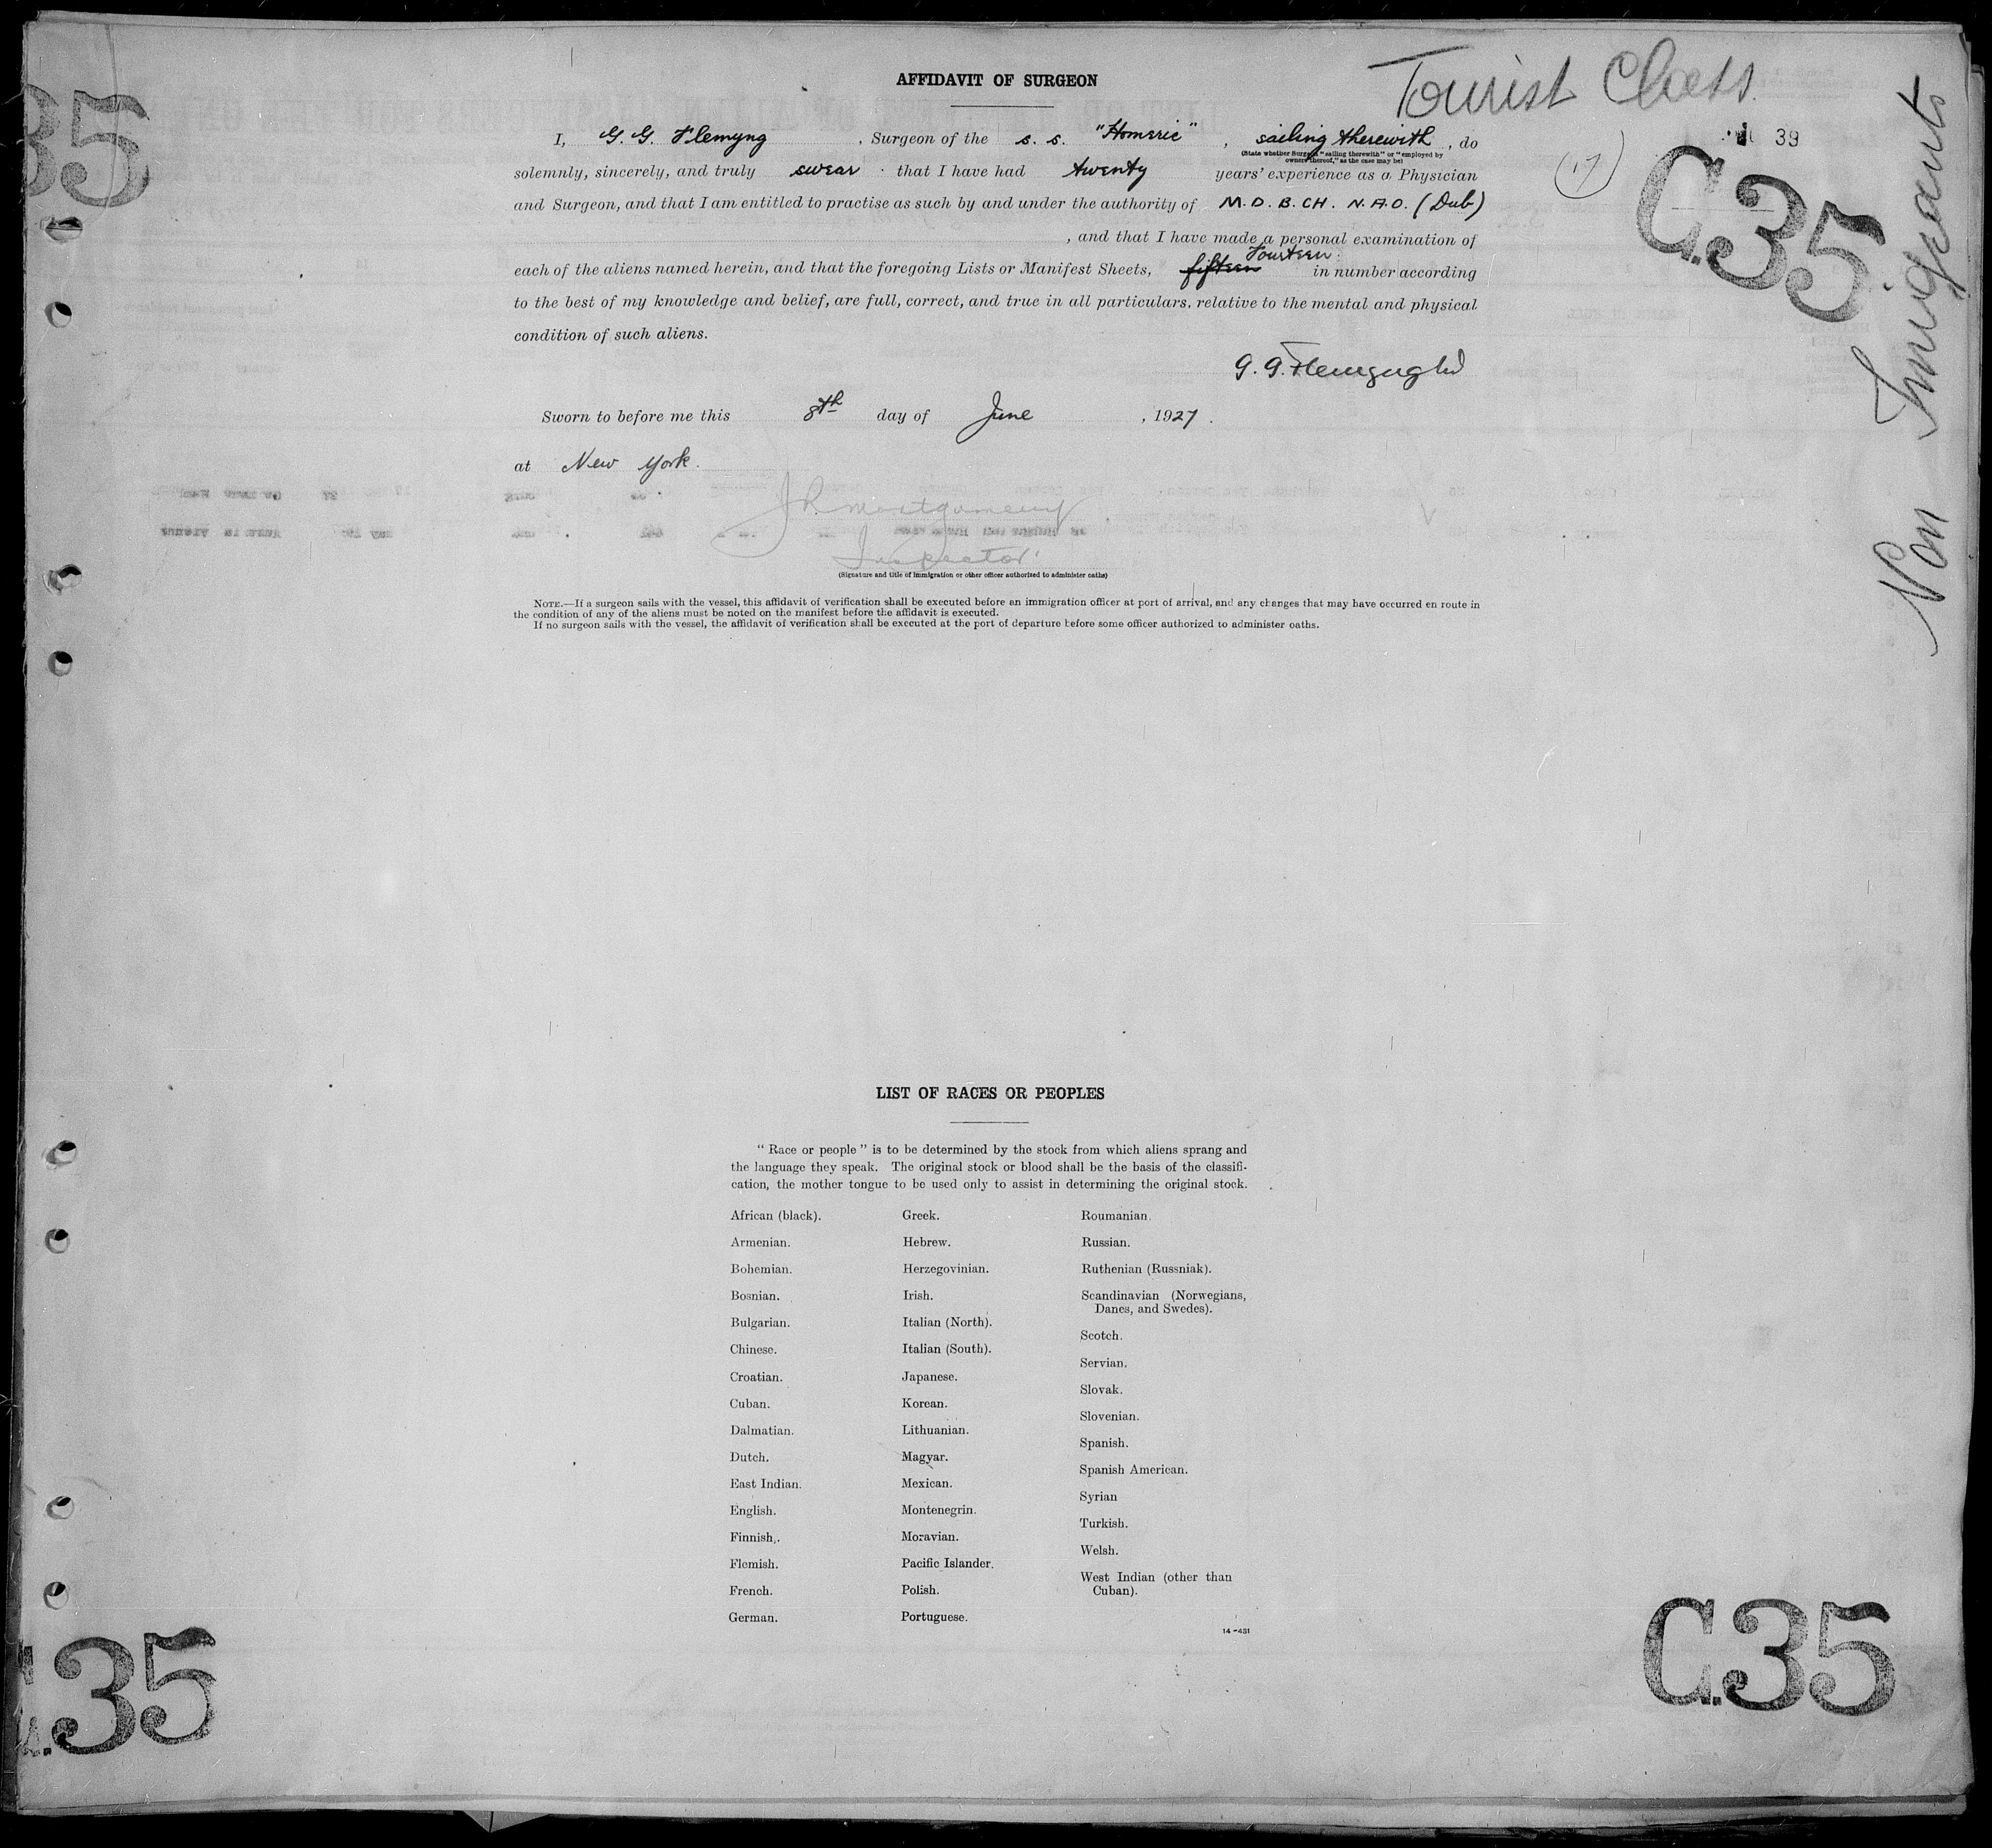 AFFIDAVIT OF SURGEON
Tourist Class.
39
(17)
35
G.35
Non Imigrants
I, G. G. Flemyng, Surgeon of the s. s. "Homeric", sailing therewith, do
(State whether Surgeon "sailing therewith" or "employed by
owners thereof," as the case may be)
solemnly, sincerely, and truly swear that I have had twenty years' experience as a Physician
and Surgeon, and that I am entitled to practise as such by and under the authority of M.D. B.CH. N.A.O. (Dub)
, and that I have made a personal examination of
Fourteen
each of the aliens named herein, and that the foregoing Lists or Manifest Sheets, fifteen in number according
to the best of my knowledge and belief, are full, correct, and true in all particulars. relative to the mental and physical
condition of such aliens.
G. G. Flemyng
Sworn to before me this 8th day of June, 1927.
at New York.
Montgomery
Inspector
(Signature and title of immigration or other officer authorized to administer oaths)
NOTE.—If a surgeon sails with the vessel, this affidavit of verification shall be executed before an immigration officer at port of arrival, and any changes that may have occurred en route in
the condition of any of the aliens must be noted on the manifest before the affidavit is executed.
If no surgeon sails with the vessel, the affidavit of verification shall be executed at the port of departure before some officer authorized to administer oaths.
LIST OF RACES OR PEOPLES
" Race or people " is to be determined by the stock from which aliens sprang and
the language they speak. The original stock or blood shall be the basis of the classifi-
cation, the mother tongue to be used only to assist in determining the original stock.
African (black).
Armenian.
Bohemian.
Bosnian.
Bulgarian.
Chinese.
Croatian.
Cuban.
Dalmatian.
Dutch.
East Indian.
English.
Finnish.
Flemish.
French.
German.
Greek.
Hebrew.
Herzegovinian.
Irish.
Italian (North).
Italian (South).
Japanese.
Korean.
Lithuanian.
Magyar.
Mexican.
Montenegrin.
Moravian.
Pacific Islander.
Polish.
Portuguese.
Roumanian.
Russian.
Ruthenian (Russniak).
Scandinavian (Norwegians,
Danes, and Swedes).
Scotch.
Servian.
Slovak.
Slovenian.
Spanish.
Spanish American.
Syrian
Turkish.
Welsh.
West Indian (other than
Cuban).
14-431
35
G.35